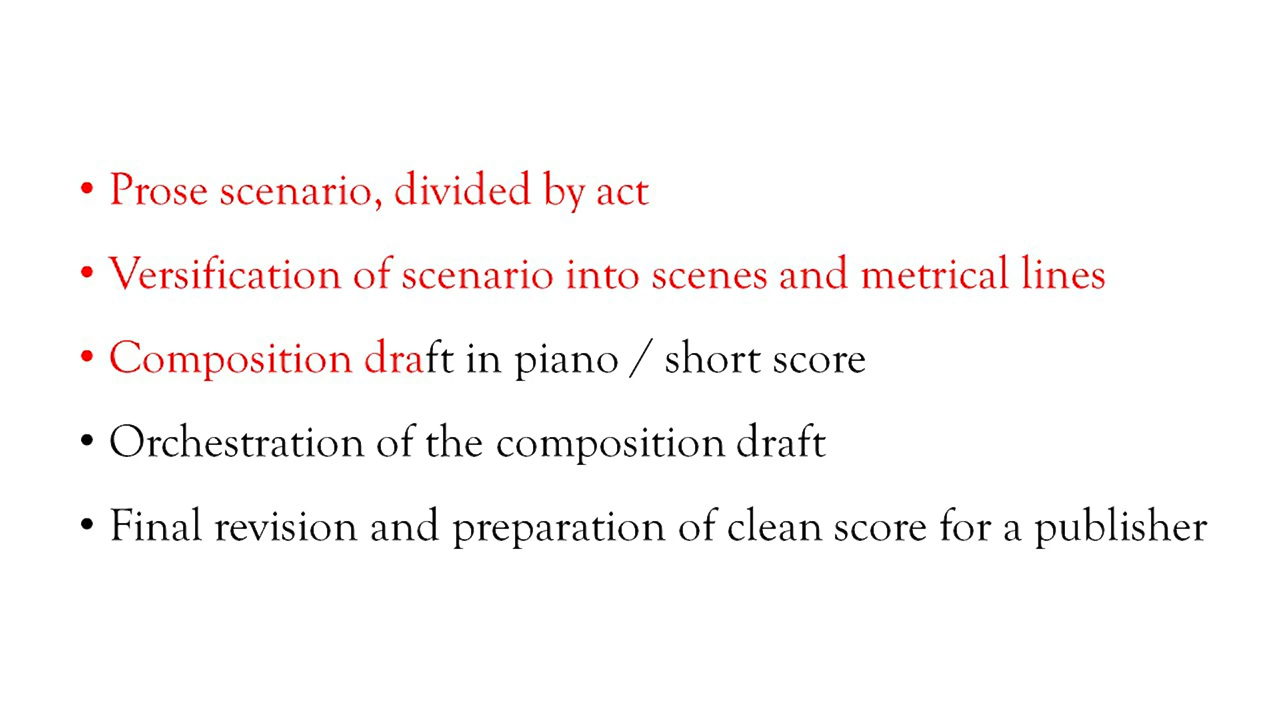 • Prose scenario, divided by act
• Versification of scenario into scenes and metrical lines
• Composition draft in piano / short score
• Orchestration of the composition draft
• Final revision and preparation of clean score for a publisher